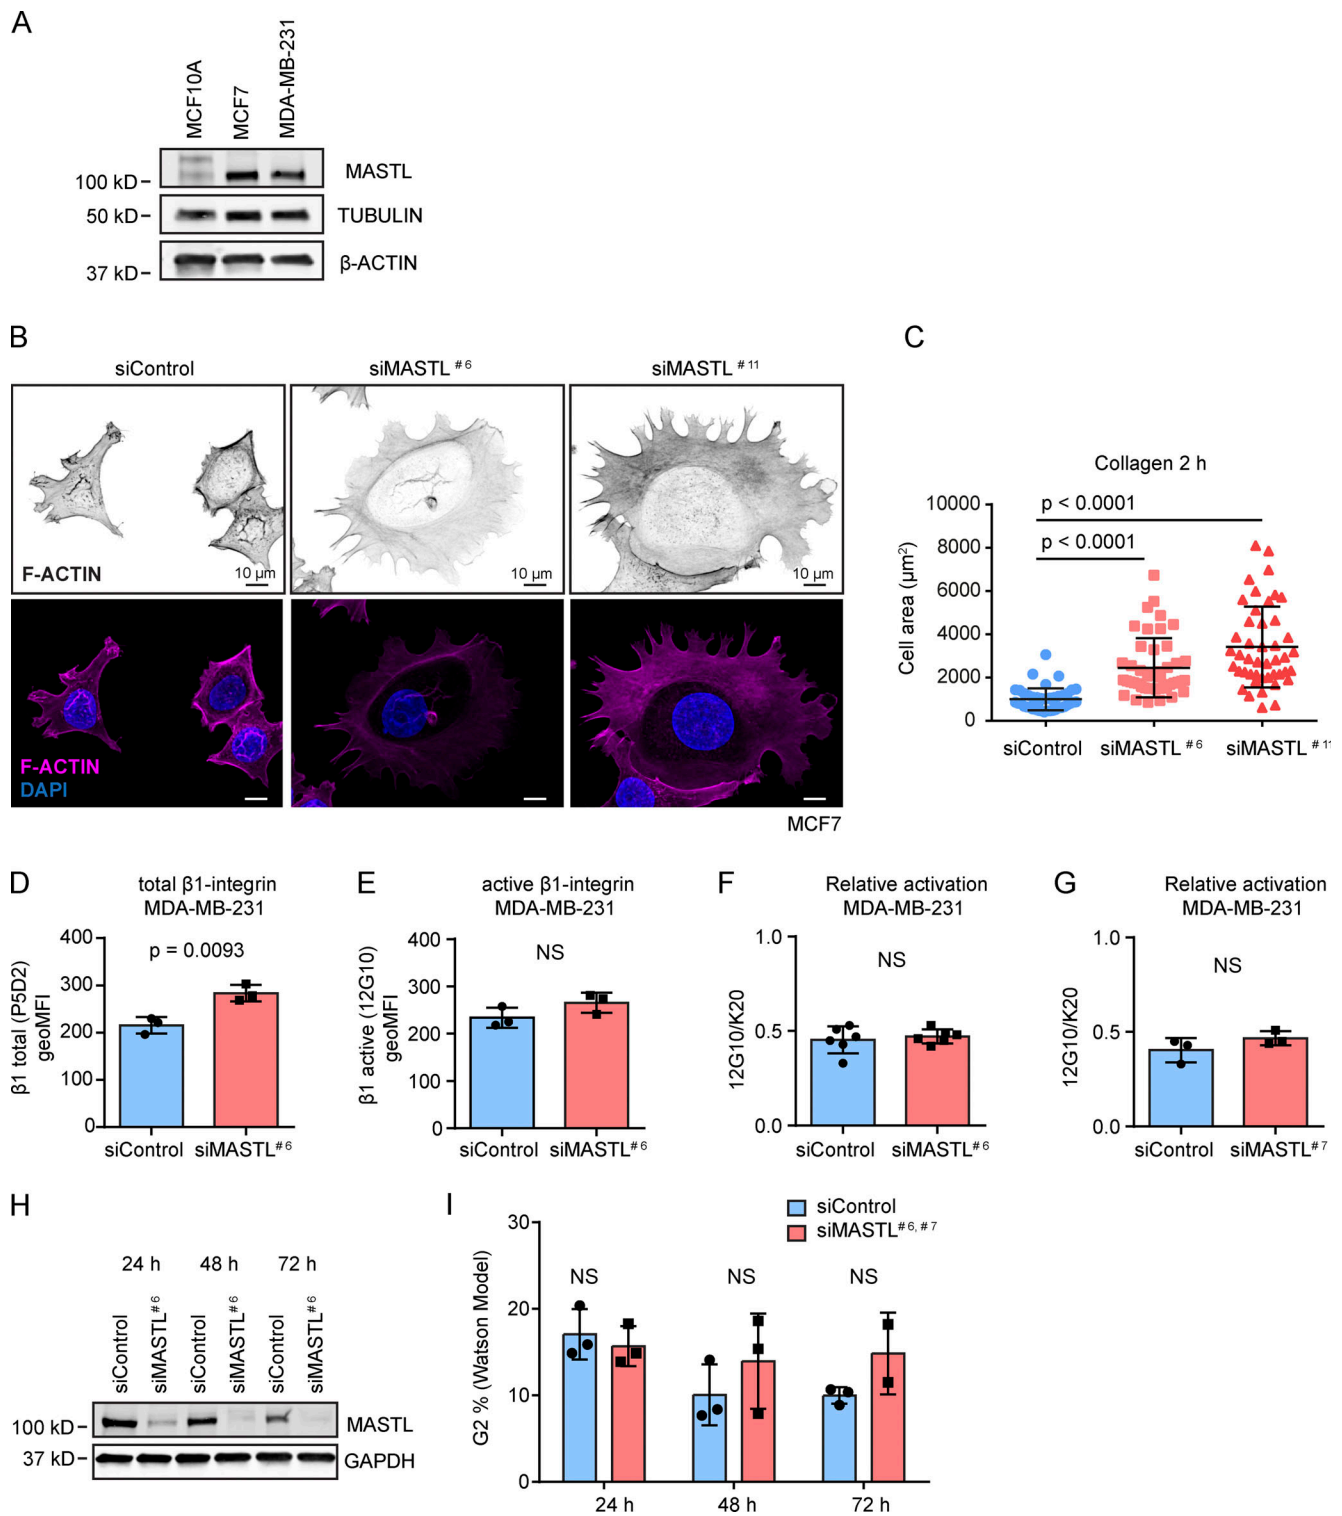 A
MCF10A
MCF7
MDA-MB-231
100 kD
MASTL
50 kD
TUBULIN
37 kD
β-ACTIN
B
siControl
siMASTL #6
siMASTL #11
F-ACTIN
10 µm
10 µm
10 µm
F-ACTIN
DAPI
MCF7
C
Collagen 2 h
p < 0.0001
p < 0.0001
Cell area (µm²)
10000
8000
6000
4000
2000
0
siControl
siMASTL #6
siMASTL #11
D
total β1-integrin
MDA-MB-231
p = 0.0093
β1 total (P5D2)
geoMFI
400
300
200
100
0
siControl
siMASTL#6
E
active β1-integrin
MDA-MB-231
NS
β1 active (12G10)
geoMFI
400
300
200
100
0
siControl
siMASTL#6
F
Relative activation
MDA-MB-231
NS
12G10/K20
1.0
0.5
0.0
siControl
siMASTL#6
G
Relative activation
MDA-MB-231
NS
12G10/K20
1.0
0.5
0.0
siControl
siMASTL#7
H
24 h
48 h
72 h
siControl
siMASTL#6
siControl
siMASTL#6
siControl
siMASTL#6
100 kD
MASTL
37 kD
GAPDH
I
siControl
siMASTL#6, #7
G2 % (Watson Model)
30
20
10
0
NS
NS
NS
24 h
48 h
72 h